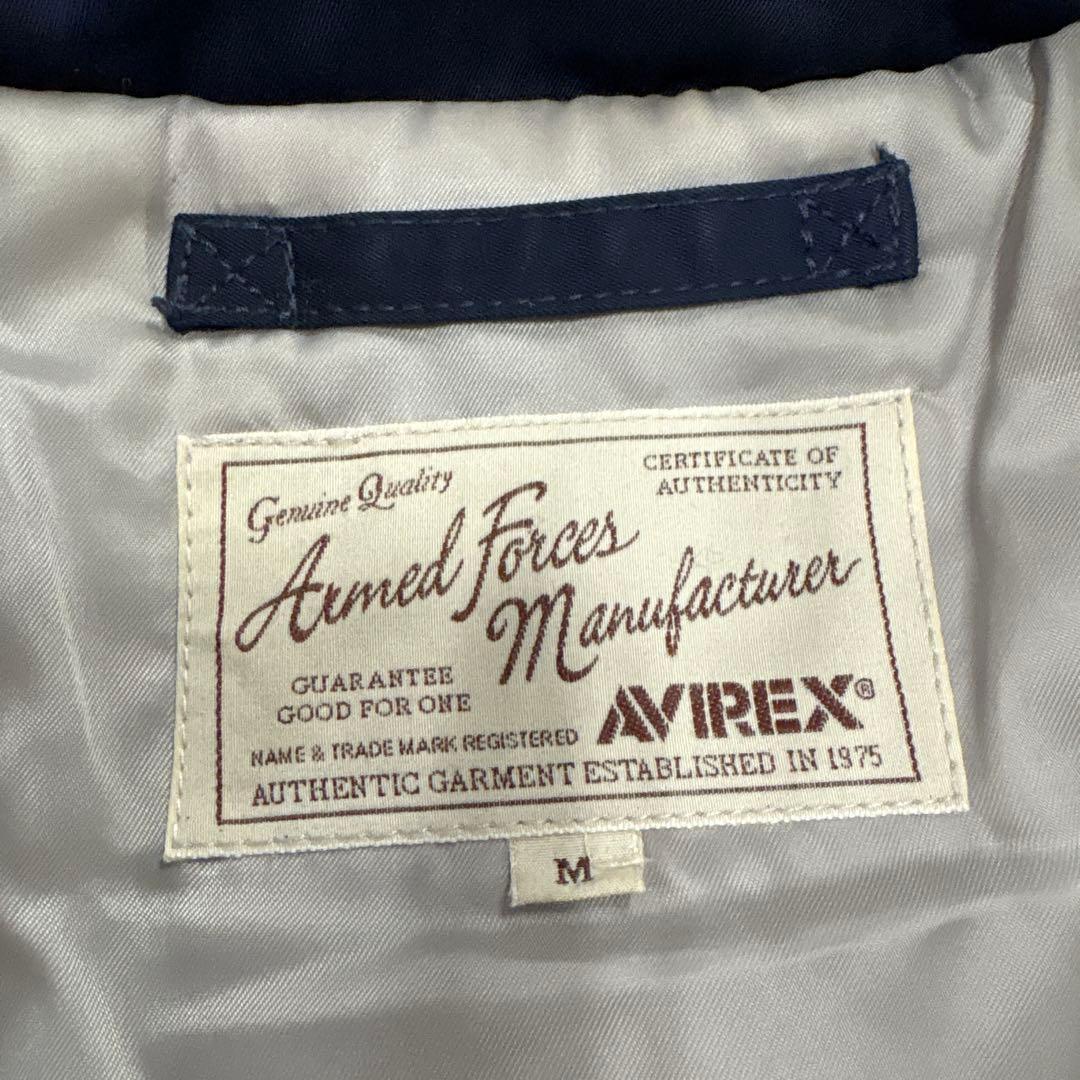 Genuine Quality
CERTIFICATE OF
AUTHENTICITY
Armed Forces
Manufacturer
GUARANTEE
GOOD FOR ONE
NAME & TRADE MARK REGISTERED
AVIREX®
AUTHENTIC GARMENT ESTABLISHED IN 1975
M